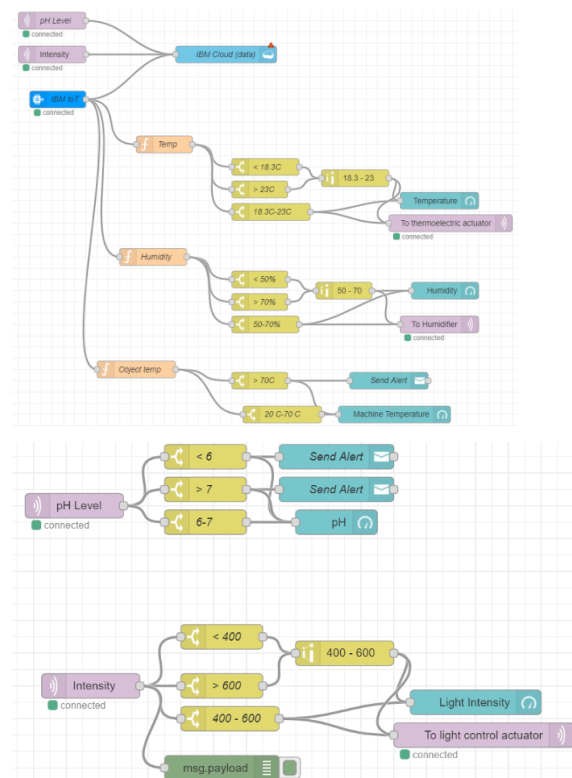 pH Level
connected
Intensity
connected
IBM Cloud (data)
IBM IoT
connected
Temp
< 18.3C
> 23C
18.3C-23C
18.3 - 23
Temperature
To thermoelectric actuator
connected
Humidity
< 50%
> 70%
50-70%
50 - 70
Humidity
To Humidifier
connected
Object temp
> 70C
20 C-70 C
Send Alert
Machine Temperature
pH Level
connected
< 6
> 7
6-7
Send Alert
Send Alert
pH
Intensity
connected
< 400
> 600
400 - 600
400 - 600
Light Intensity
To light control actuator
connected
msg.payload